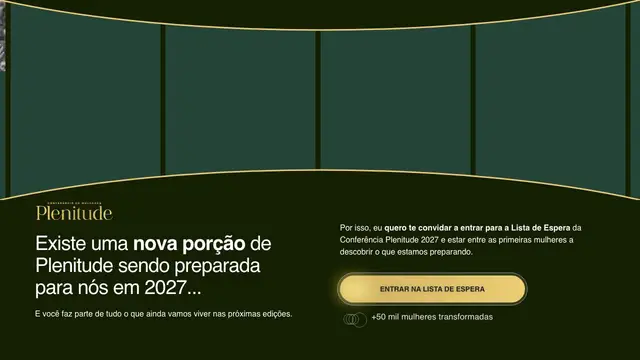 CONFERÊNCIA DE MULHERES
Plenitude
Existe uma nova porção de
Plenitude sendo preparada
para nós em 2027...
E você faz parte de tudo o que ainda vamos viver nas próximas edições.
Por isso, eu quero te convidar a entrar para a Lista de Espera da
Conferência Plenitude 2027 e estar entre as primeiras mulheres a
descobrir o que estamos preparando.
ENTRAR NA LISTA DE ESPERA
+50 mil mulheres transformadas